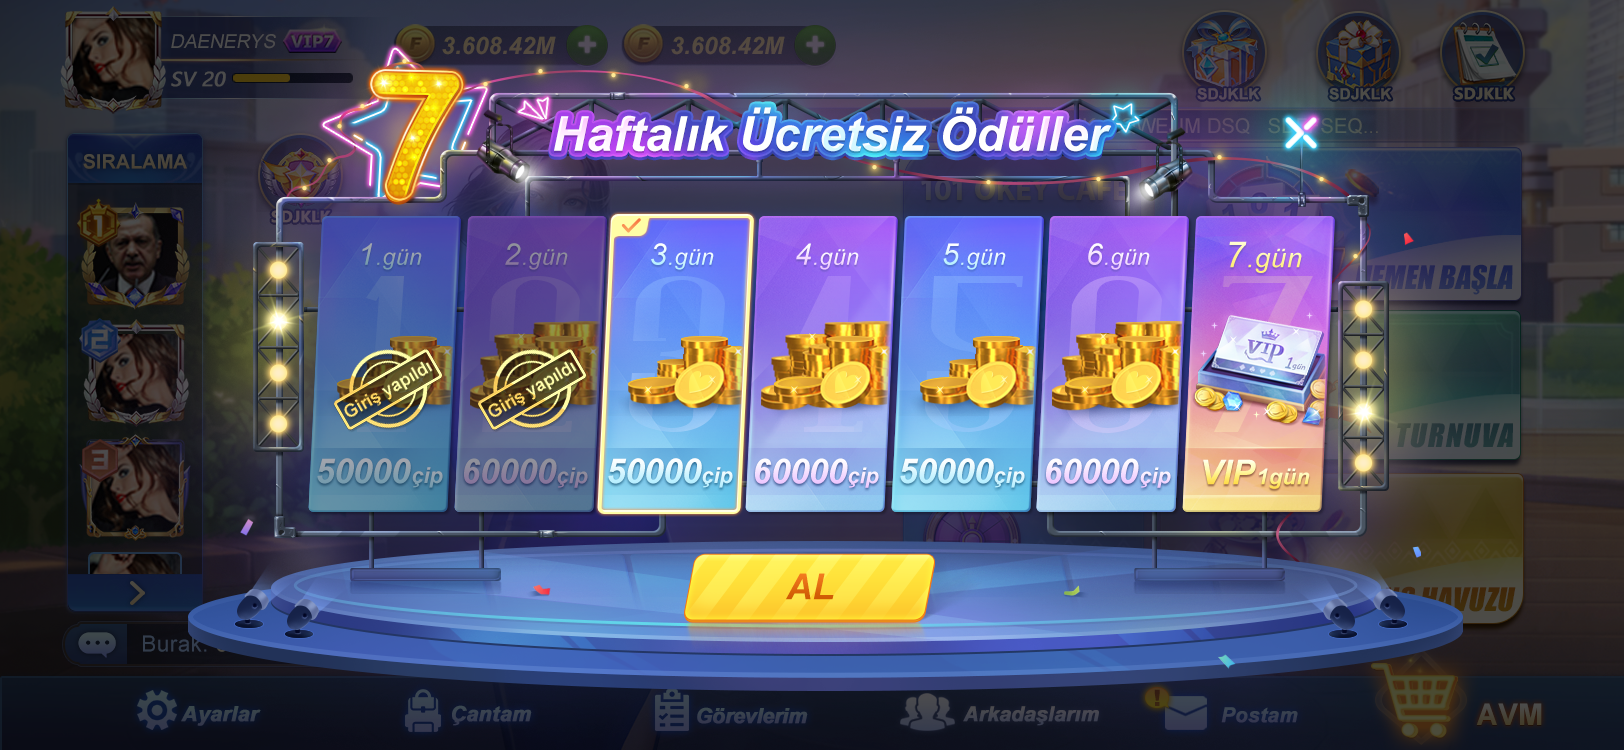 DAENERYS VIP7
SV 20
3.608.42M
3.608.42M
SDJKLK
SDJKLK
SDJKLK
7
Haftalık Ücretsiz Ödüller
SIRALAMA
1
2
3
SDJKLK
101 OKEY CAFE
1.gün
Giriş yapıldı
50000çip
2.gün
Giriş yapıldı
60000çip
3.gün
50000çip
4.gün
60000çip
5.gün
50000çip
6.gün
60000çip
7.gün
VIP
1gün
VIP1gün
HEMEN BAŞLA
TURNUVA
HAVUZU
AL
Burak:
Ayarlar
Çantam
Görevlerim
Arkadaşlarım
Postam
AVM